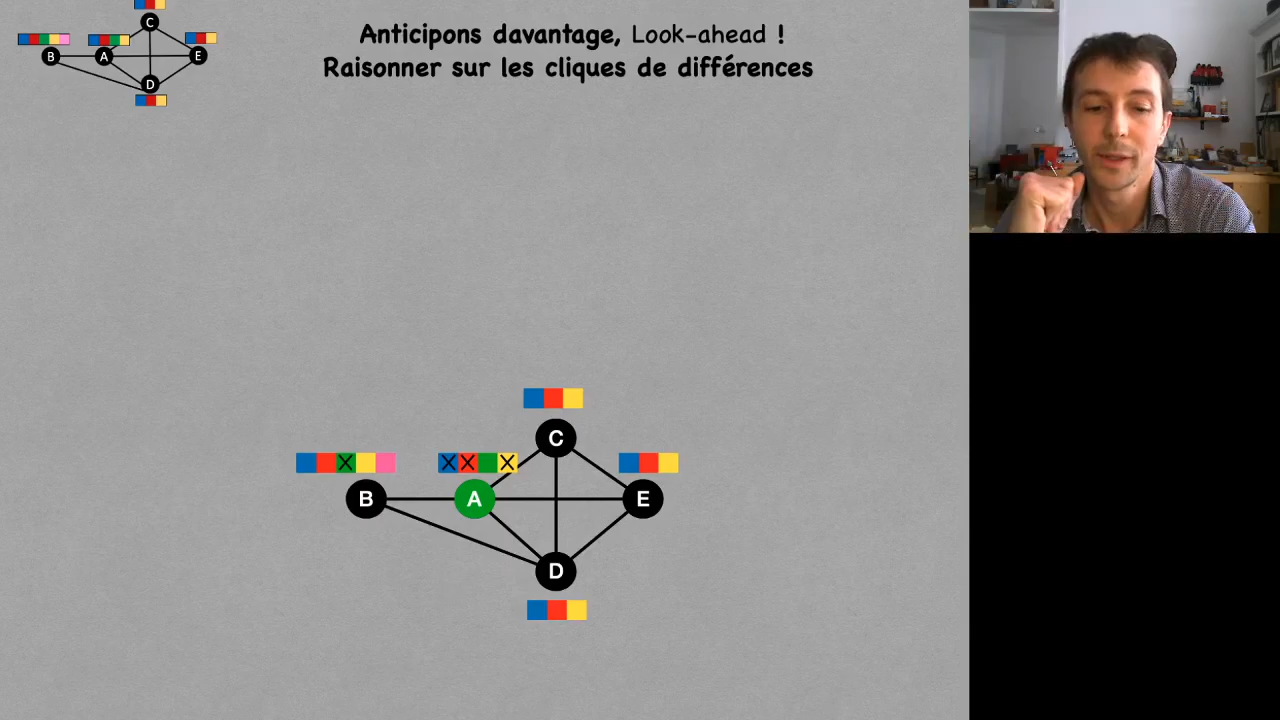 Anticipons davantage, Look-ahead !
Raisonner sur les cliques de différences
C
B
A
E
D
C
X
X
X
X
B
A
E
D